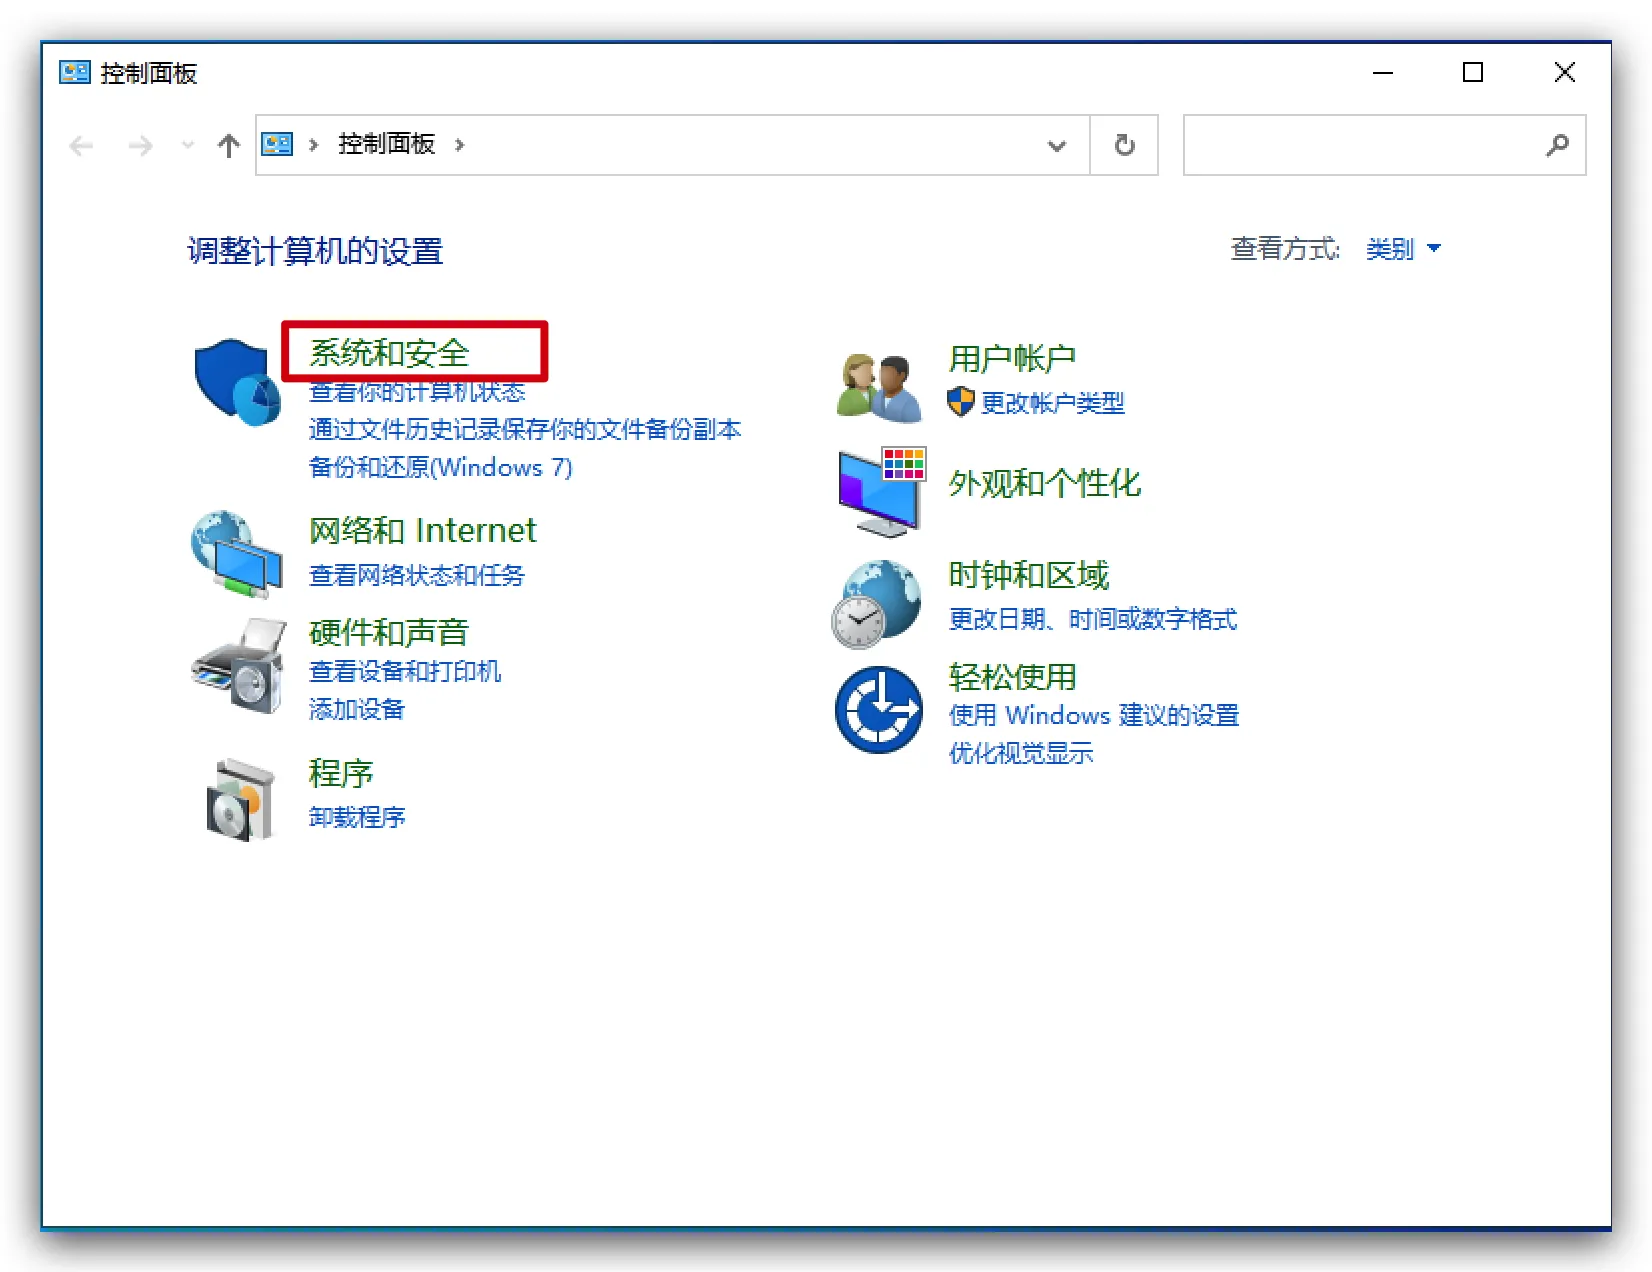 控制面板
控制面板
调整计算机的设置
查看方式: 类别
系统和安全
查看你的计算机状态
通过文件历史记录保存你的文件备份副本
备份和还原(Windows 7)
网络和 Internet
查看网络状态和任务
硬件和声音
查看设备和打印机
添加设备
程序
卸载程序
用户帐户
更改帐户类型
外观和个性化
时钟和区域
更改日期、时间或数字格式
轻松使用
使用 Windows 建议的设置
优化视觉显示